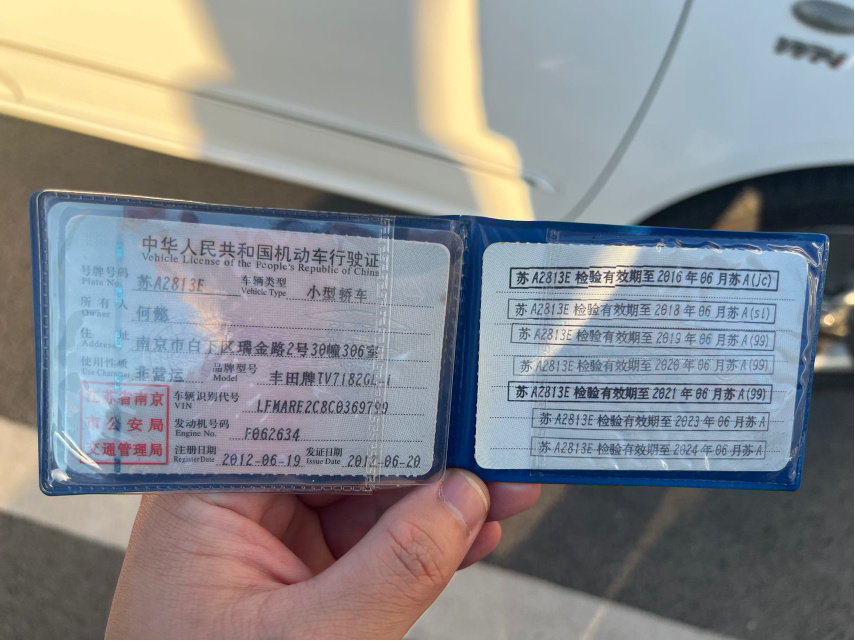 中华人民共和国机动车行驶证
Vehicle License of the People's Republic of China
号牌号码 苏A2813E 车辆类型 小型轿车
Plate No. Vehicle Type
所有人 何懿
Owner
住址 南京市白下区瑞金路2号30幢306室
Address
使用性质 非营运 品牌型号 丰田牌TV7182GL-i
Use Character Model
江苏省南京
市公安局
交通管理局
车辆识别代号 LFMARE2C8C0369799
VIN
发动机号码 F062634
Engine No.
注册日期 2012-06-19 发证日期 2012-06-20
Register Date Issue Date
苏A2813E 检验有效期至2016年06月苏A(jc)
苏A2813E 检验有效期至2018年06月苏A(sl)
苏A2813E 检验有效期至2019年06月苏A(99)
苏A2813E 检验有效期至2020年06月苏A(99)
苏A2813E 检验有效期至2021年06月苏A(99)
苏A2813E 检验有效期至2023年06月苏A
苏A2813E 检验有效期至2024年06月苏A